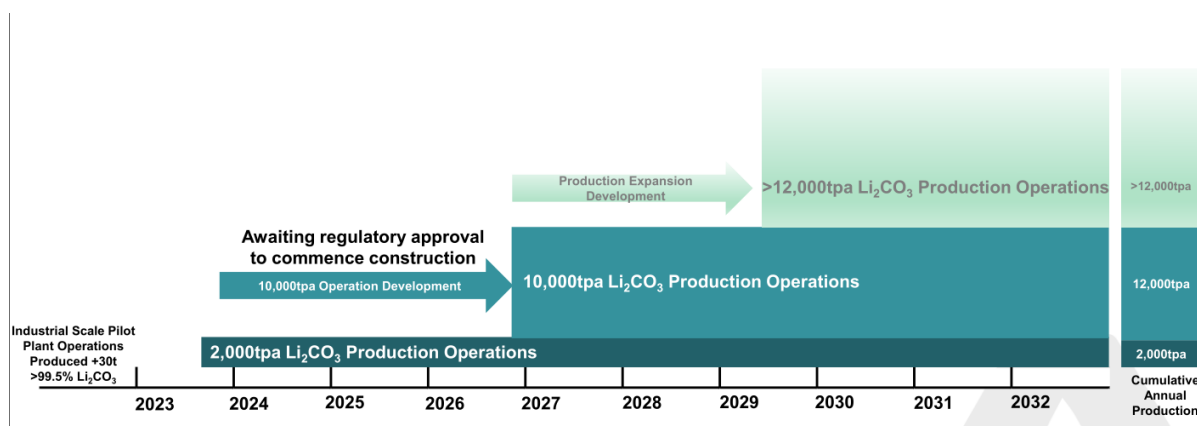 Production Expansion
Development
>12,000tpa Li₂CO₃ Production Operations
>12,000tpa
Awaiting regulatory approval
to commence construction
10,000tpa Operation Development
10,000tpa Li₂CO₃ Production Operations
12,000tpa
Industrial Scale Pilot
Plant Operations
Produced +30t
>99.5% Li₂CO₃
2,000tpa Li₂CO₃ Production Operations
2,000tpa
2023
2024
2025
2026
2027
2028
2029
2030
2031
2032
Cumulative
Annual
Production